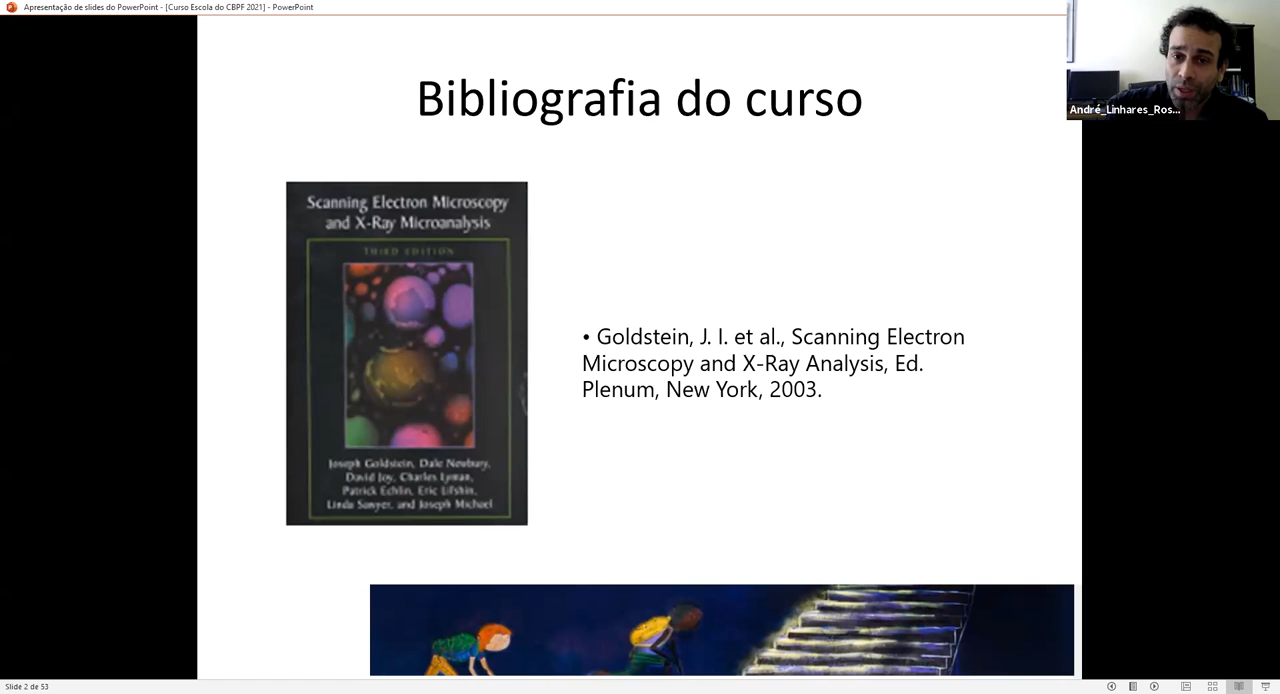 Apresentação de slides do PowerPoint - [Curso Escola do CBPF 2021] - PowerPoint
André_Linhares_Ros...
Bibliografia do curso
Scanning Electron Microscopy
and X-Ray Microanalysis
THIRD EDITION
Joseph Goldstein, Dale Newbury,
David Joy, Charles Lyman,
Patrick Echlin, Eric Lifshin,
Linda Sawyer, and Joseph Michael
• Goldstein, J. I. et al., Scanning Electron
Microscopy and X-Ray Analysis, Ed.
Plenum, New York, 2003.
Slide 2 de 53